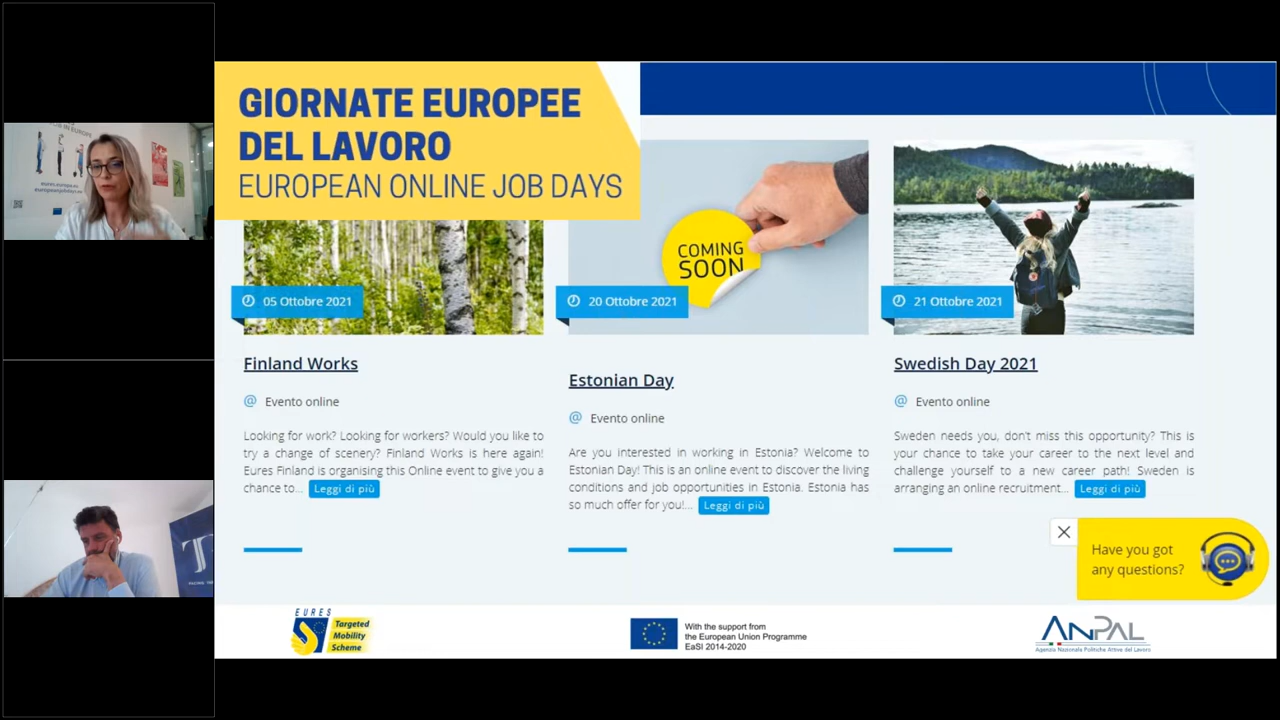 GIORNATE EUROPEE
DEL LAVORO
EUROPEAN ONLINE JOB DAYS
COMING
SOON
05 Ottobre 2021
20 Ottobre 2021
21 Ottobre 2021
Finland Works
@ Evento online
Looking for work? Looking for workers? Would you like to
try a change of scenery? Finland Works is here again!
Eures Finland is organising this Online event to give you a
chance to... Leggi di più
Estonian Day
@ Evento online
Are you interested in working in Estonia? Welcome to
Estonian Day! This is an online event to discover the living
conditions and job opportunities in Estonia. Estonia has
so much offer for you!... Leggi di più
Swedish Day 2021
@ Evento online
Sweden needs you, don't miss this opportunity? This is
your chance to take your career to the next level and
challenge yourself to a new career path! Sweden is
arranging an online recruitment... Leggi di più
Have you got
any questions?
EURES
Targeted
Mobility
Scheme
With the support from
the European Union Programme
EaSI 2014-2020
ANPAL
Agenzia Nazionale Politiche Attive del Lavoro